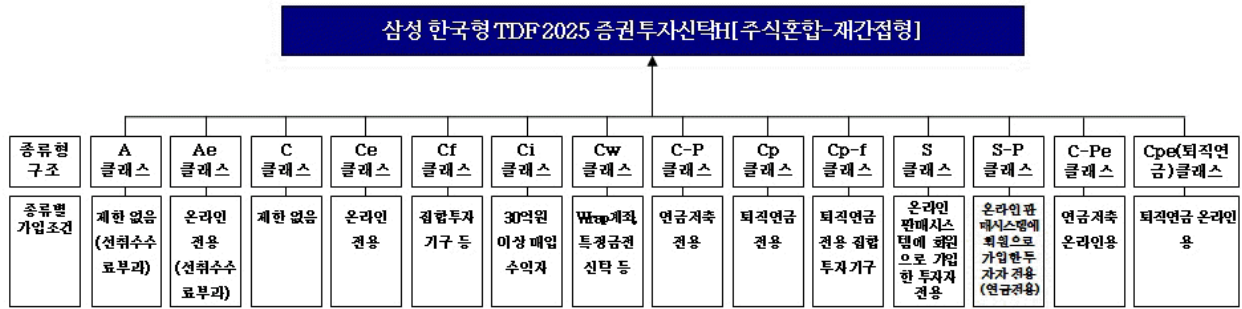 삼성 한국형 TDF 2025 증권투자신탁H[주식혼합-재간접형]
종류형
구조
A
클래스
Ae
클래스
C
클래스
Ce
클래스
Cf
클래스
Ci
클래스
Cw
클래스
C-P
클래스
Cp
클래스
Cp-f
클래스
S
클래스
S-P
클래스
C-Pe
클래스
Cpe(퇴직연
금)클래스
종류별
가입조건
제한 없음
(선취수수
료부과)
온라인
전용
(선취수수
료부과)
제한 없음
온라인
전용
집합투자
기구 등
30억원
이상 매입
수익자
Wrap계좌,
특정금전
신탁 등
연금저축
전용
퇴직연금
전용
퇴직연금
전용 집합
투자기구
온라인
판매시스
템에 회원
으로 가입
한 투자자
전용
온라인 판
매시스템에
회원으로
가입한 투
자자 전용
(연금전용)
연금저축
온라인용
퇴직연금 온라인
용